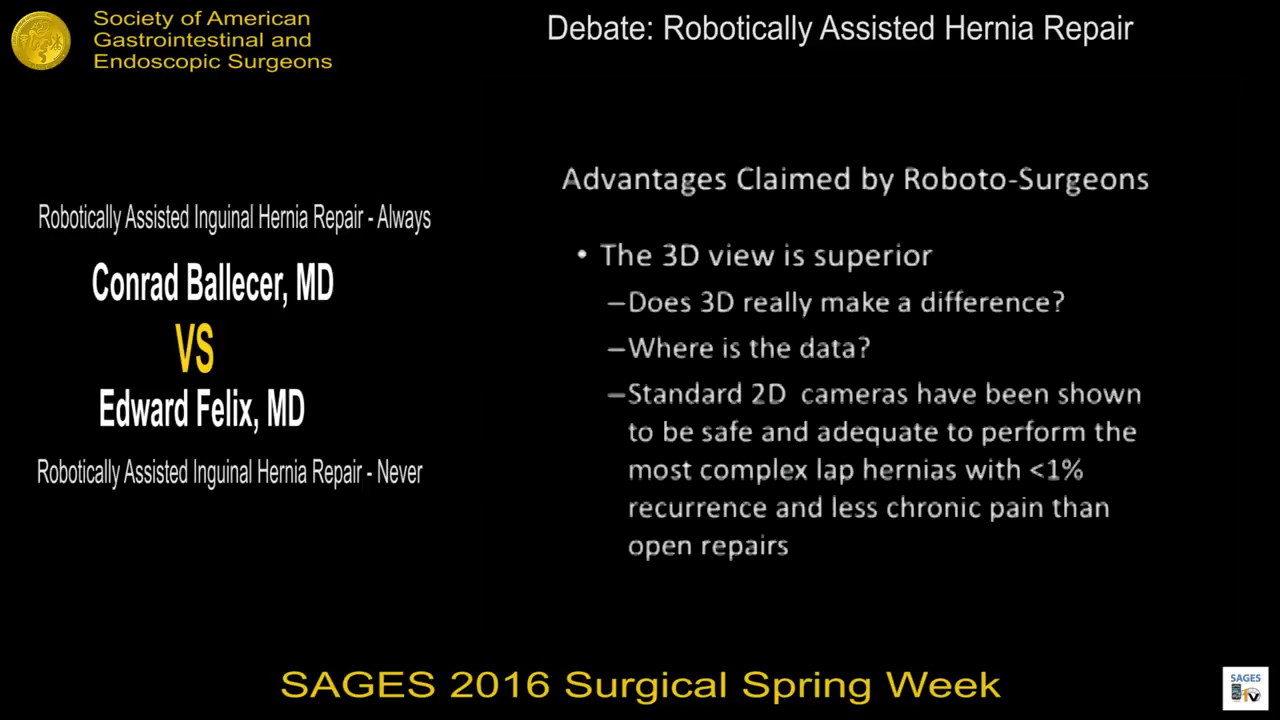 Society of American
Gastrointestinal and
Endoscopic Surgeons
Debate: Robotically Assisted Hernia Repair
Robotically Assisted Inguinal Hernia Repair - Always
Conrad Ballecer, MD
VS
Edward Felix, MD
Robotically Assisted Inguinal Hernia Repair - Never
Advantages Claimed by Roboto-Surgeons
• The 3D view is superior
–Does 3D really make a difference?
–Where is the data?
–Standard 2D cameras have been shown
to be safe and adequate to perform the
most complex lap hernias with <1%
recurrence and less chronic pain than
open repairs
SAGES 2016 Surgical Spring Week
SAGES
TV